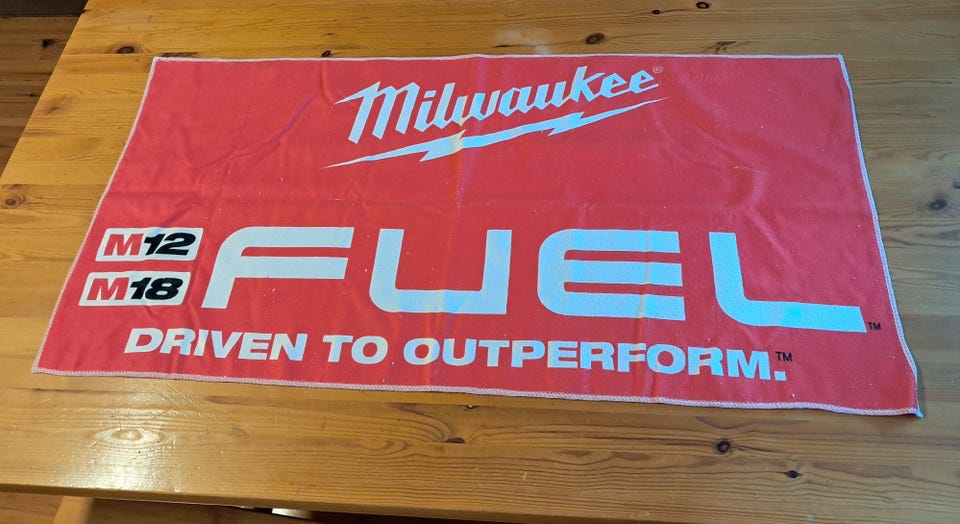 Milwaukee®
M12
M18
FUEL™
DRIVEN TO OUTPERFORM.™